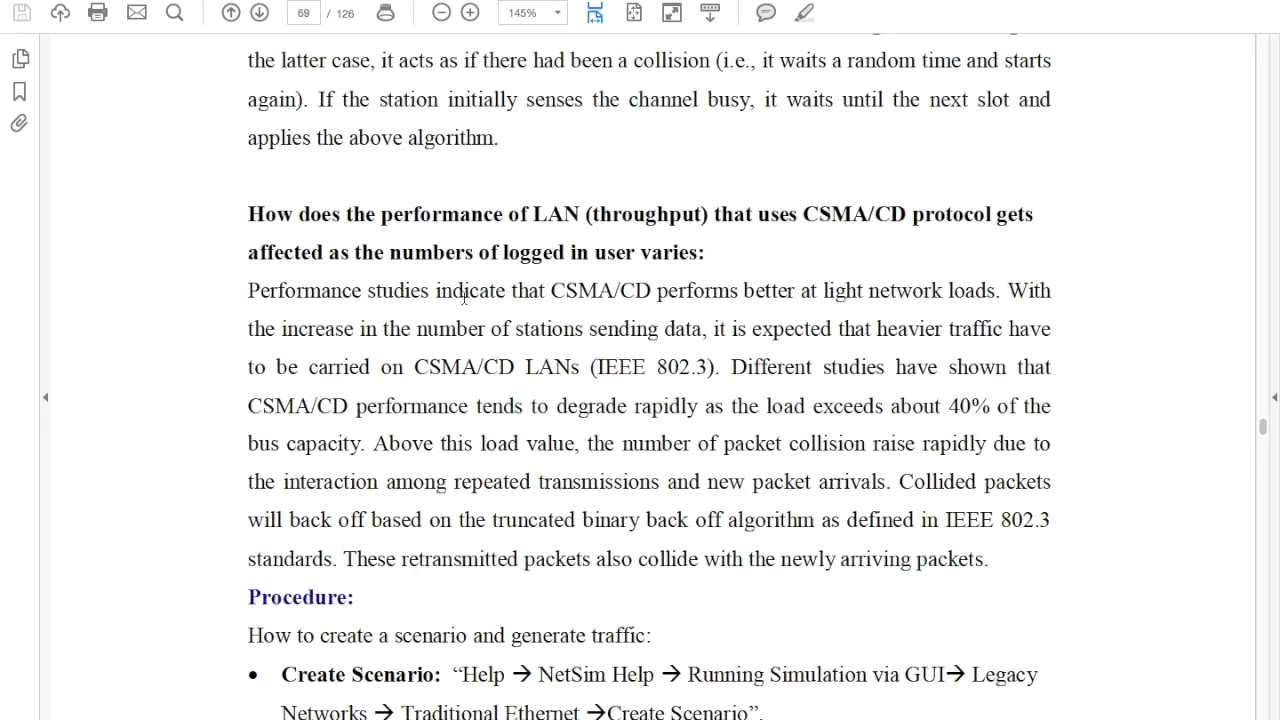 69 / 126
145%
the latter case, it acts as if there had been a collision (i.e., it waits a random time and starts
again). If the station initially senses the channel busy, it waits until the next slot and
applies the above algorithm.
How does the performance of LAN (throughput) that uses CSMA/CD protocol gets
affected as the numbers of logged in user varies:
Performance studies indicate that CSMA/CD performs better at light network loads. With
the increase in the number of stations sending data, it is expected that heavier traffic have
to be carried on CSMA/CD LANs (IEEE 802.3). Different studies have shown that
CSMA/CD performance tends to degrade rapidly as the load exceeds about 40% of the
bus capacity. Above this load value, the number of packet collision raise rapidly due to
the interaction among repeated transmissions and new packet arrivals. Collided packets
will back off based on the truncated binary back off algorithm as defined in IEEE 802.3
standards. These retransmitted packets also collide with the newly arriving packets.
Procedure:
How to create a scenario and generate traffic:
• Create Scenario: “Help → NetSim Help → Running Simulation via GUI→ Legacy
Networks → Traditional Ethernet →Create Scenario”.